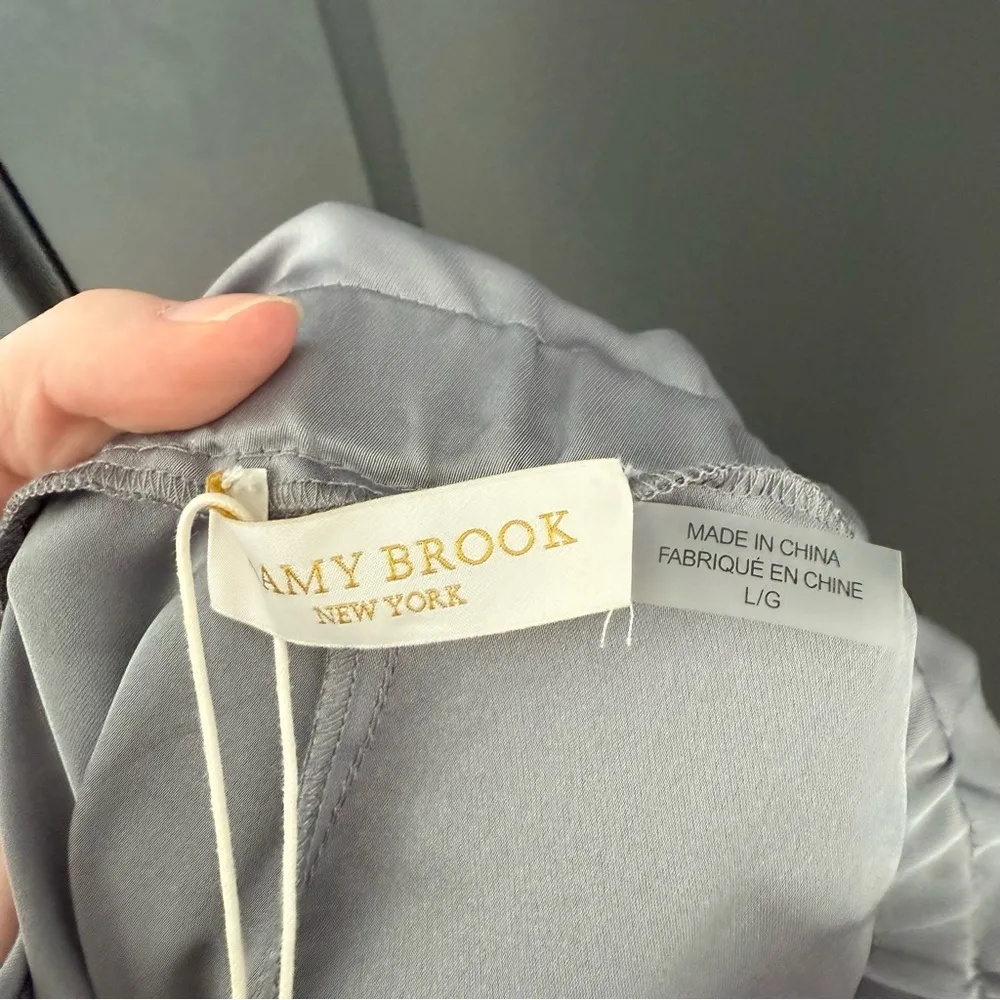 AMY BROOK
NEW YORK
MADE IN CHINA
FABRIQUÉ EN CHINE
L/G